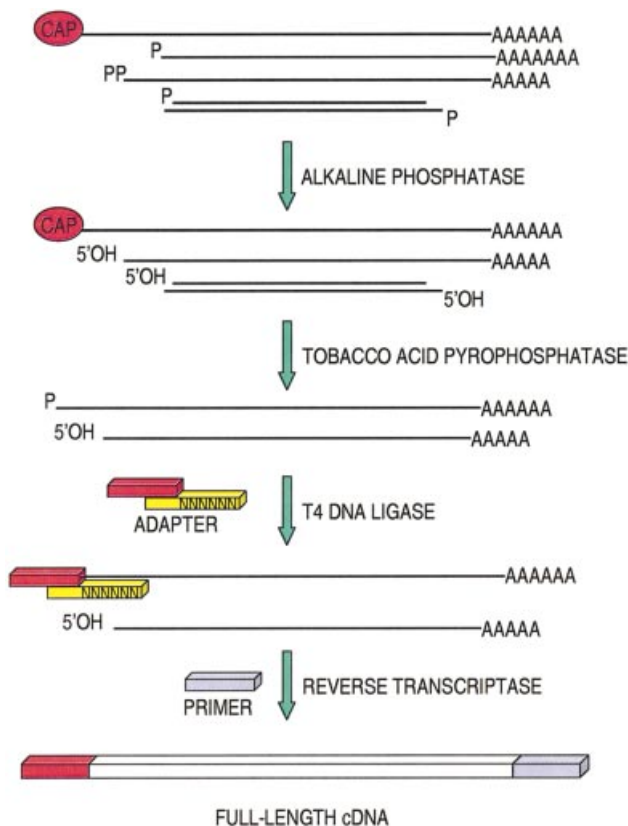 CAP AAAAAA
P AAAAAAA
PP AAAAA
P
P
ALKALINE PHOSPHATASE
CAP AAAAAA
5'OH AAAAA
5'OH
5'OH
TOBACCO ACID PYROPHOSPHATASE
P AAAAAA
5'OH AAAAA
NNNNNN
ADAPTER
T4 DNA LIGASE
AAAAAA
NNNNNN
5'OH AAAAA
PRIMER
REVERSE TRANSCRIPTASE
FULL-LENGTH cDNA